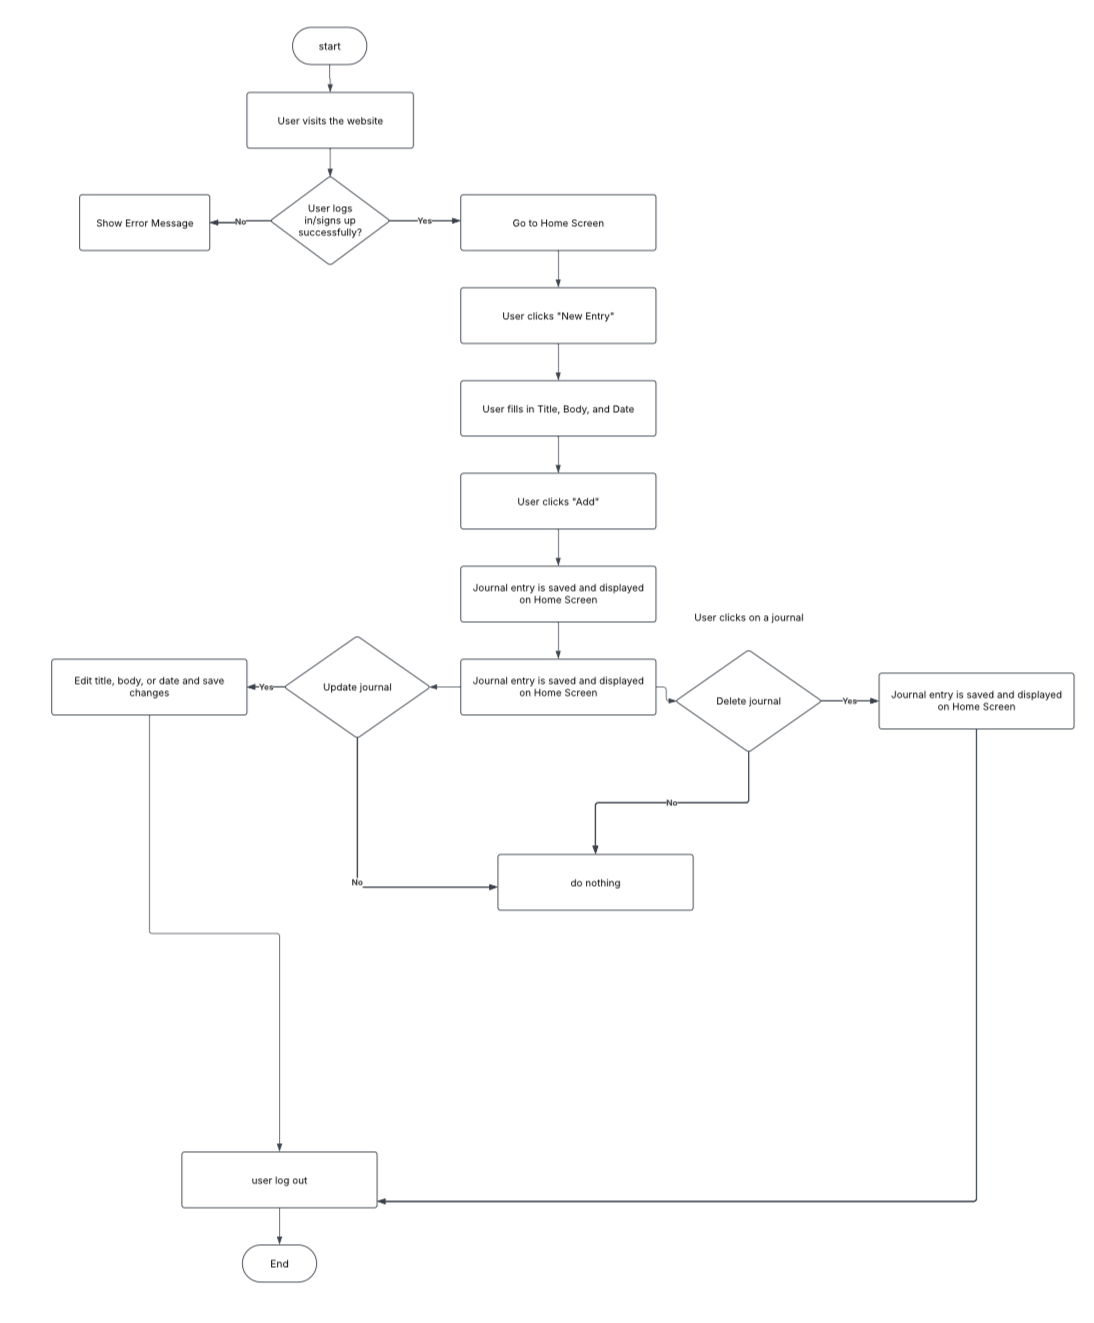 start
User visits the website
User logs
in/signs up
successfully?
No
Show Error Message
Yes
Go to Home Screen
User clicks "New Entry"
User fills in Title, Body, and Date
User clicks "Add"
Journal entry is saved and displayed
on Home Screen
User clicks on a journal
Journal entry is saved and displayed
on Home Screen
Update journal
Yes
Edit title, body, or date and save
changes
Delete journal
Yes
Journal entry is saved and displayed
on Home Screen
No
No
do nothing
user log out
End